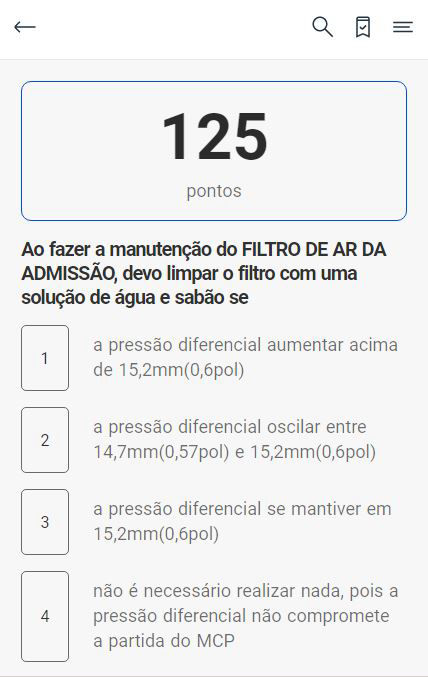 125
pontos
Ao fazer a manutenção do FILTRO DE AR DA
ADMISSÃO, devo limpar o filtro com uma
solução de água e sabão se
1
a pressão diferencial aumentar acima
de 15,2mm(0,6pol)
2
a pressão diferencial oscilar entre
14,7mm(0,57pol) e 15,2mm(0,6pol)
3
a pressão diferencial se mantiver em
15,2mm(0,6pol)
4
não é necessário realizar nada, pois a
pressão diferencial não compromete
a partida do MCP